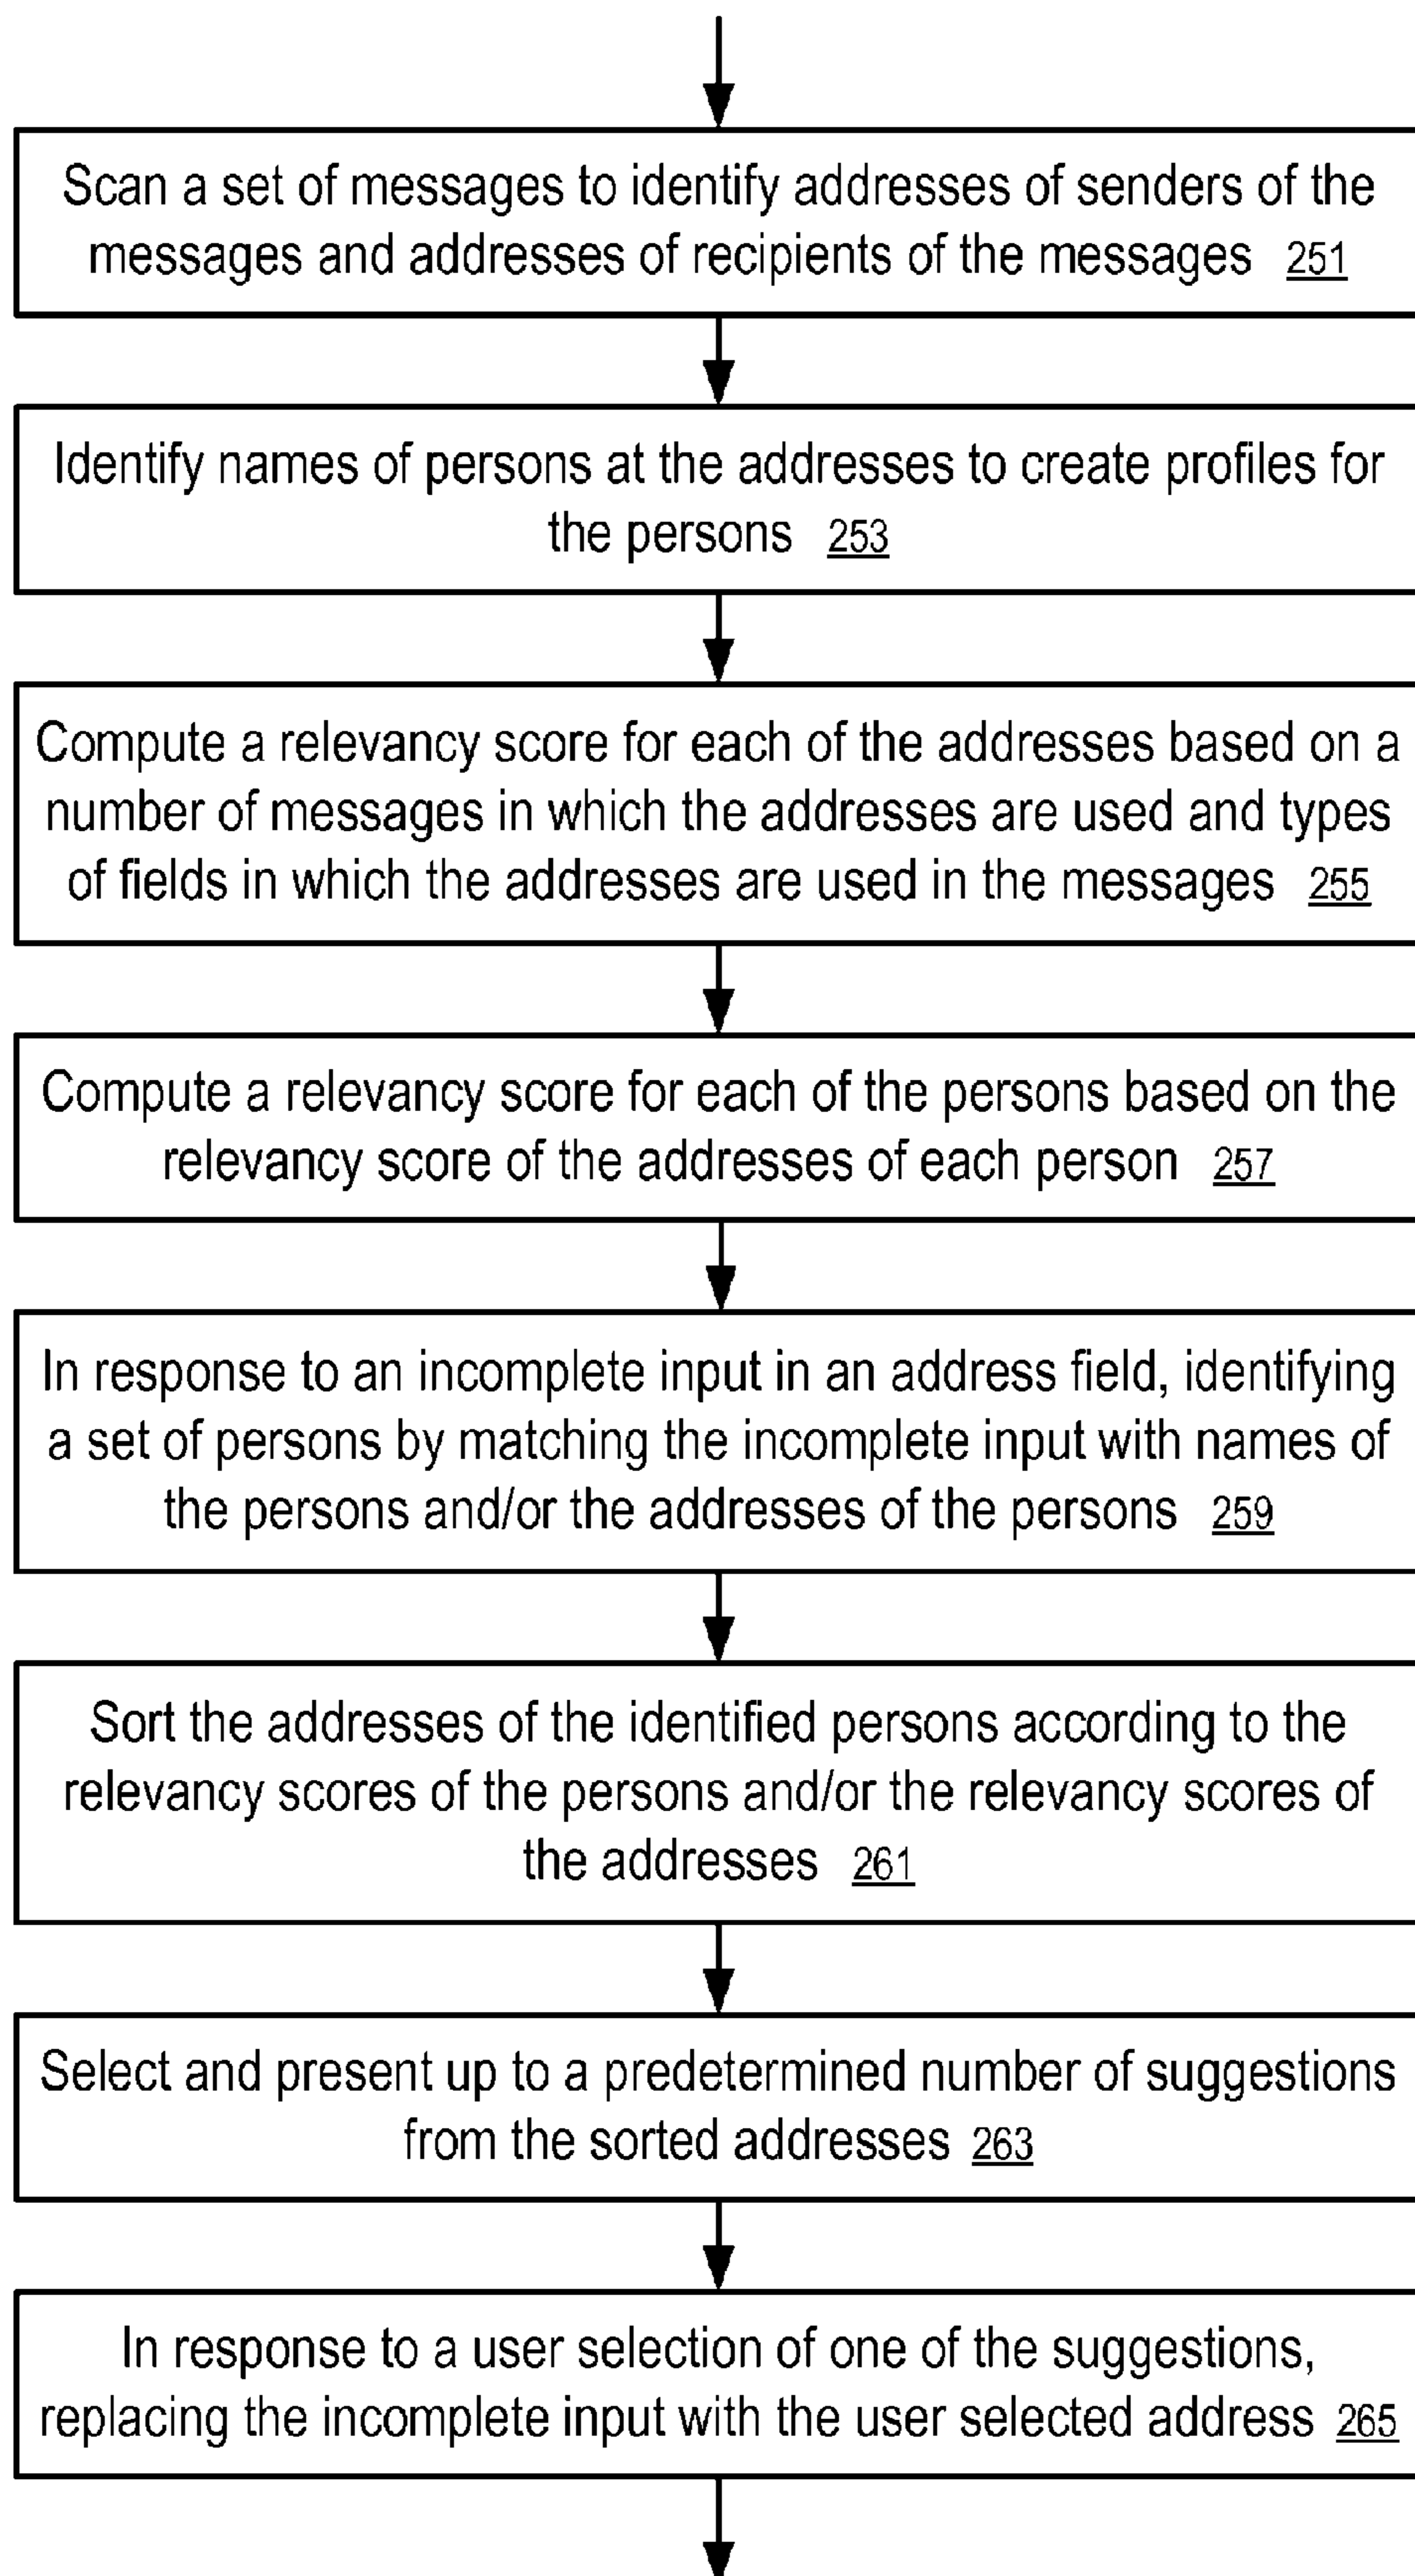 Scan a set of messages to identify addresses of senders of the
messages and addresses of recipients of the messages 251
Identify names of persons at the addresses to create profiles for
the persons 253
Compute a relevancy score for each of the addresses based on a
number of messages in which the addresses are used and types
of fields in which the addresses are used in the messages 255
Compute a relevancy score for each of the persons based on the
relevancy score of the addresses of each person 257
In response to an incomplete input in an address field, identifying
a set of persons by matching the incomplete input with names of
the persons and/or the addresses of the persons 259
Sort the addresses of the identified persons according to the
relevancy scores of the persons and/or the relevancy scores of
the addresses 261
Select and present up to a predetermined number of suggestions
from the sorted addresses 263
In response to a user selection of one of the suggestions,
replacing the incomplete input with the user selected address 265